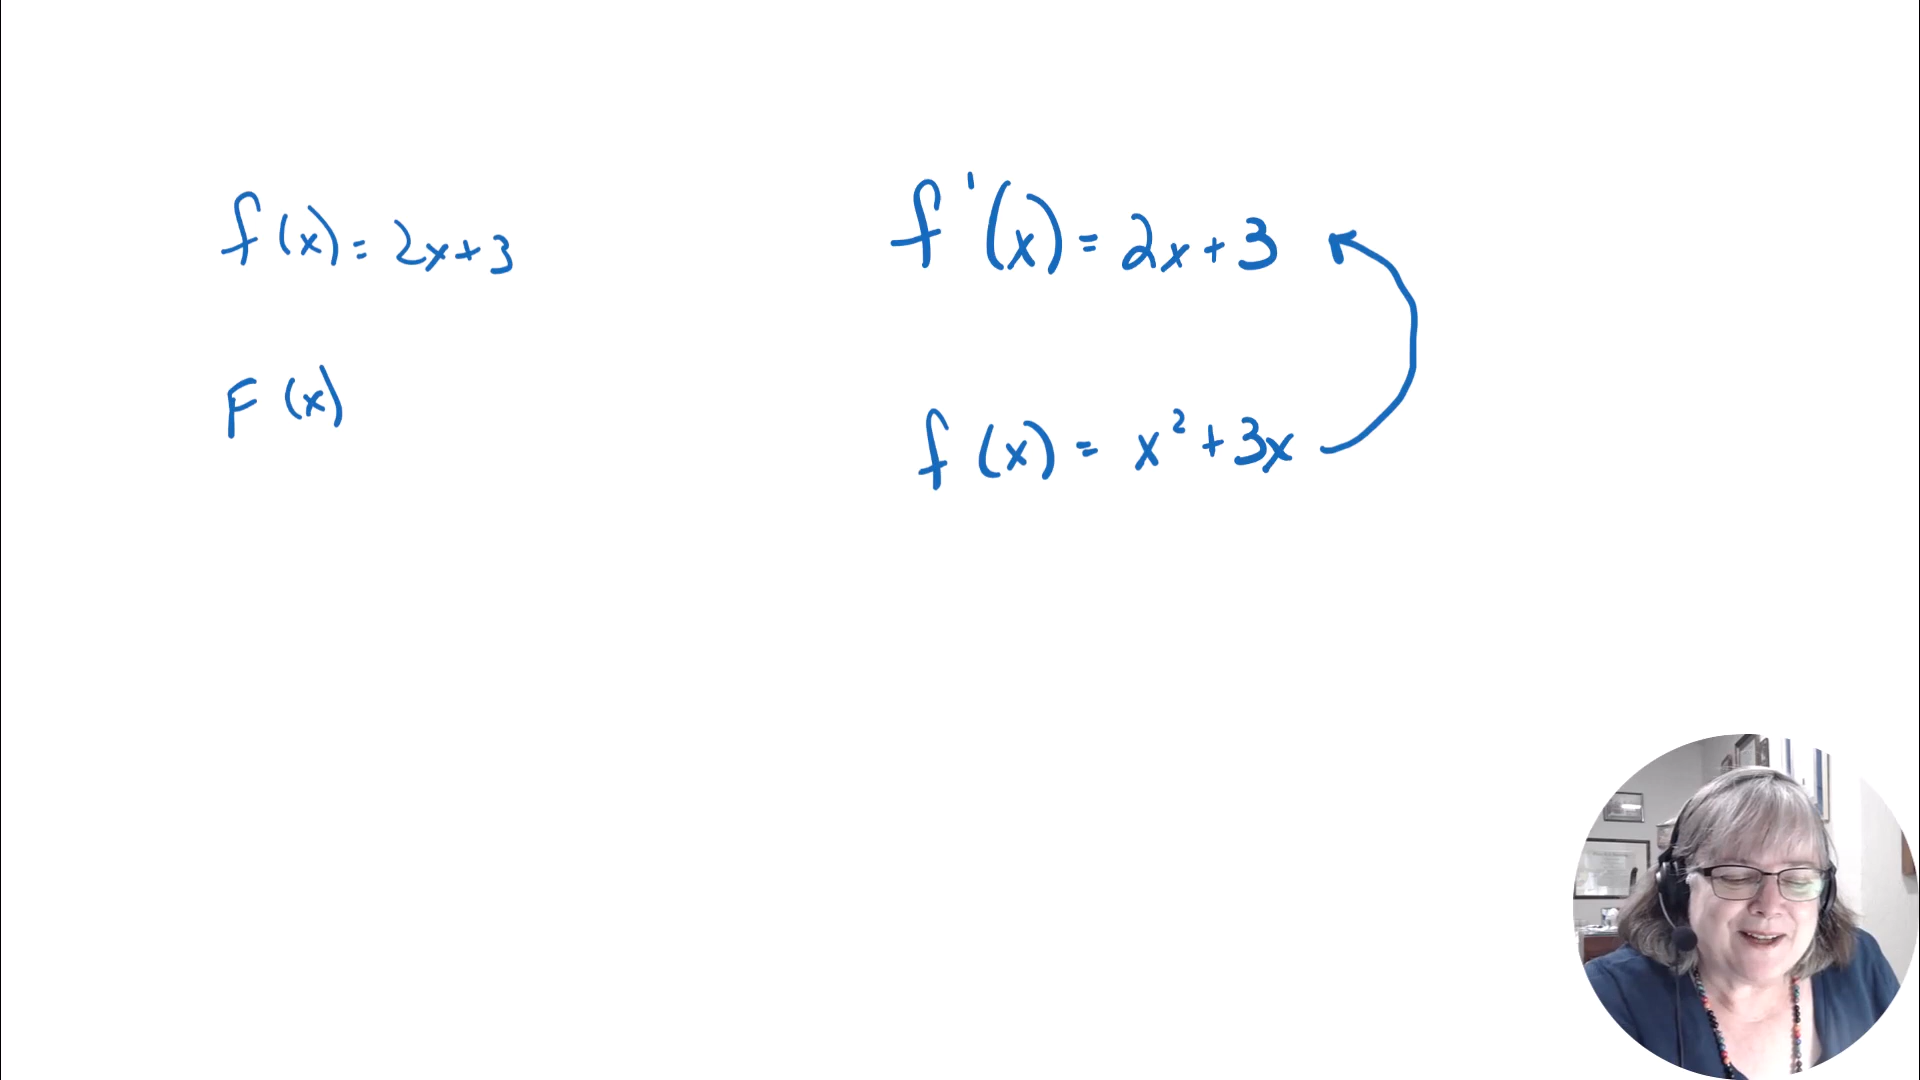 f(x) = 2x+3
F(x)
f'(x) = 2x+3
f(x) = x² + 3x